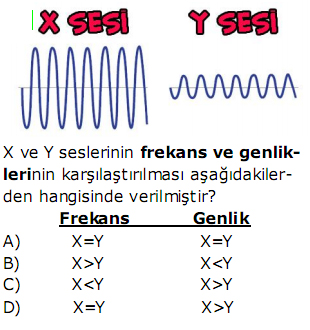 X SESİ Y SESİ
X ve Y seslerinin frekans ve genlik-
lerinin karşılaştırılması aşağıdakiler-
den hangisinde verilmiştir?
Frekans Genlik
A) X=Y X=Y
B) X>Y X<Y
C) X<Y X>Y
D) X=Y X>Y